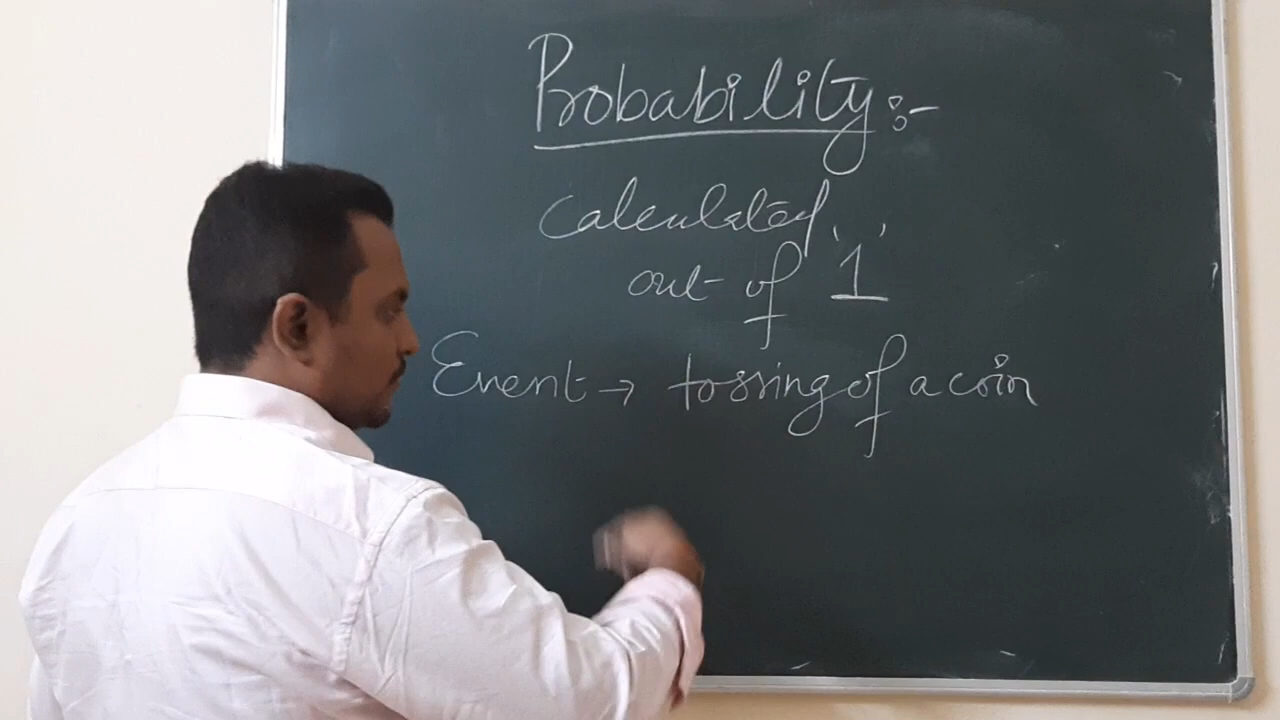 Probability :-
Calculated
out of '1'
Event → tossing of a coin